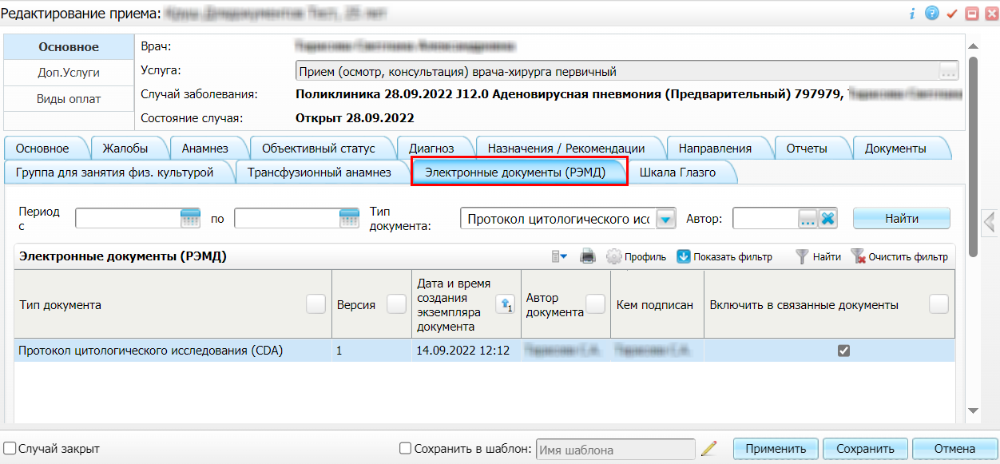 Редактирование приема:
Основное
Доп.Услуги
Виды оплат
Врач:
Услуга: Прием (осмотр, консультация) врача-хирурга первичный ...
Случай заболевания: Поликлиника 28.09.2022 J12.0 Аденовирусная пневмония (Предварительный) 797979,
Состояние случая: Открыт 28.09.2022
Основное Жалобы Анамнез Объективный статус Диагноз Назначения / Рекомендации Направления Отчеты Документы
Группа для занятия физ. культурой Трансфузионный анамнез Электронные документы (РЭМД) Шкала Глазго
Период с по Тип документа: Протокол цитологического исс Автор: ... Найти
Электронные документы (РЭМД) Профиль Показать фильтр Найти Очистить фильтр
Тип документа Версия Дата и время создания экземпляра документа 1 Автор документа Кем подписан Включить в связанные документы
Протокол цитологического исследования (CDA) 1 14.09.2022 12:12
Случай закрыт Сохранить в шаблон: Имя шаблона Применить Сохранить Отмена